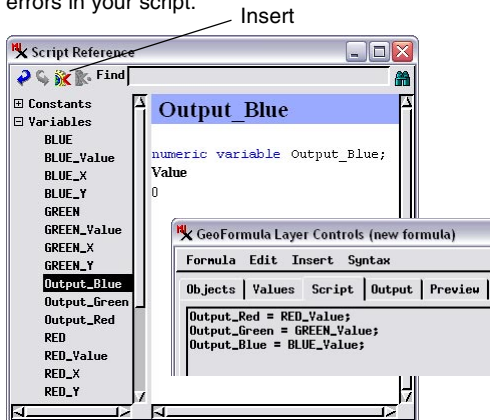 errors in your script.
Insert
Script Reference
Find
Constants
Variables
BLUE
BLUE_Value
BLUE_X
BLUE_Y
GREEN
GREEN_Value
GREEN_X
GREEN_Y
Output_Blue
Output_Green
Output_Red
RED
RED_Value
RED_X
RED_Y
Output_Blue
numeric variable Output_Blue;
Value
0
GeoFormula Layer Controls (new formula)
Formula Edit Insert Syntax
Objects Values Script Output Preview
Output_Red = RED_Value;
Output_Green = GREEN_Value;
Output_Blue = BLUE_Value;